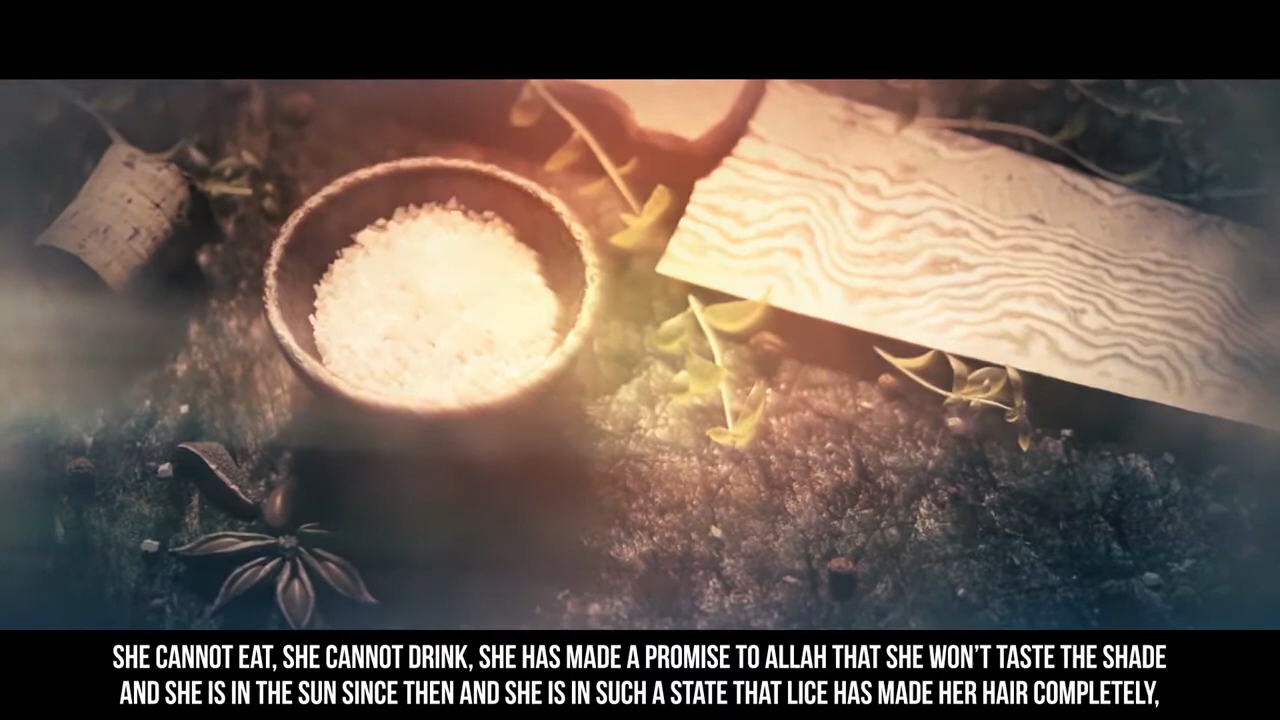 SHE CANNOT EAT, SHE CANNOT DRINK, SHE HAS MADE A PROMISE TO ALLAH THAT SHE WON'T TASTE THE SHADE
AND SHE IS IN THE SUN SINCE THEN AND SHE IS IN SUCH A STATE THAT LICE HAS MADE HER HAIR COMPLETELY,